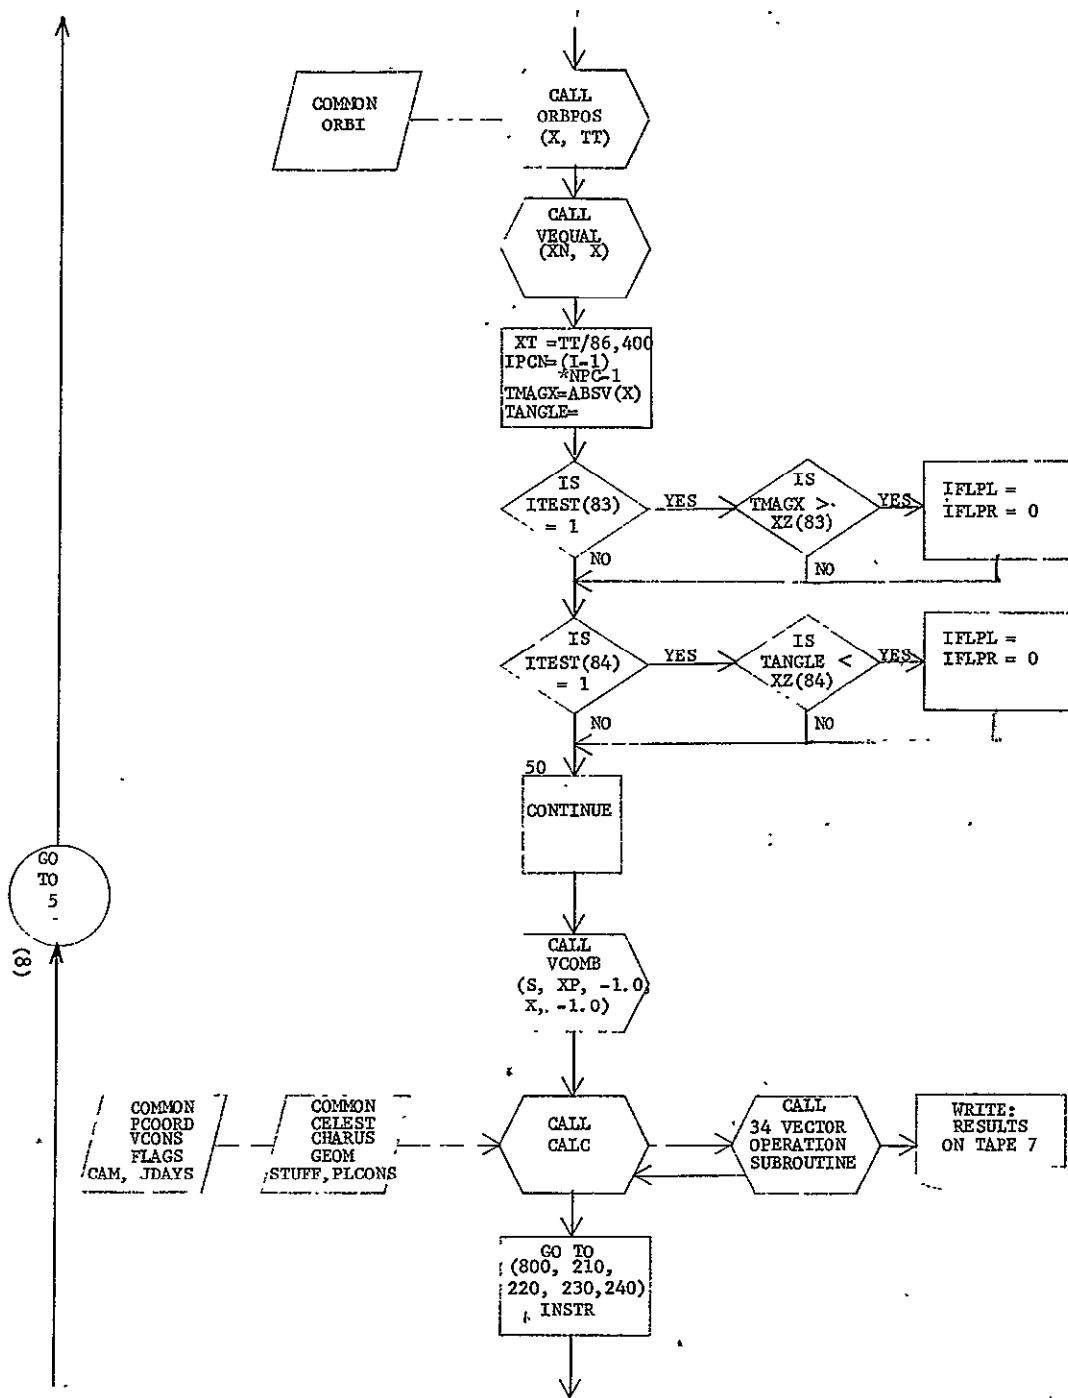 CALL
ORBPOS
(X, TT)
COMMON
ORBI
CALL
VEQUAL
(XN, X)
XT =TT/86,400
IPCN=(I-1)
*NPC-1
TMAGX=ABSV(X)
TANGLE=
IS
ITEST(83)
= 1
YES
NO
IS
TMAGX >
XZ(83)
YES
NO
IFLPL =
IFLPR = 0
IS
ITEST(84)
= 1
YES
NO
IS
TANGLE <
XZ(84)
YES
NO
IFLPL =
IFLPR = 0
50
CONTINUE
GO
TO
5
-
(8)
CALL
VCOMB
(S, XP, -1.0,
X, -1.0)
COMMON
PCOORD
VCONS
FLAGS
CAM, JDAYS
COMMON
CELEST
CHARUS
GEOM
STUFF,PLCONS
CALL
CALC
CALL
34 VECTOR
OPERATION
SUBROUTINE
WRITE:
RESULTS
ON TAPE 7
GO TO
(800, 210,
220, 230,240)
INSTR